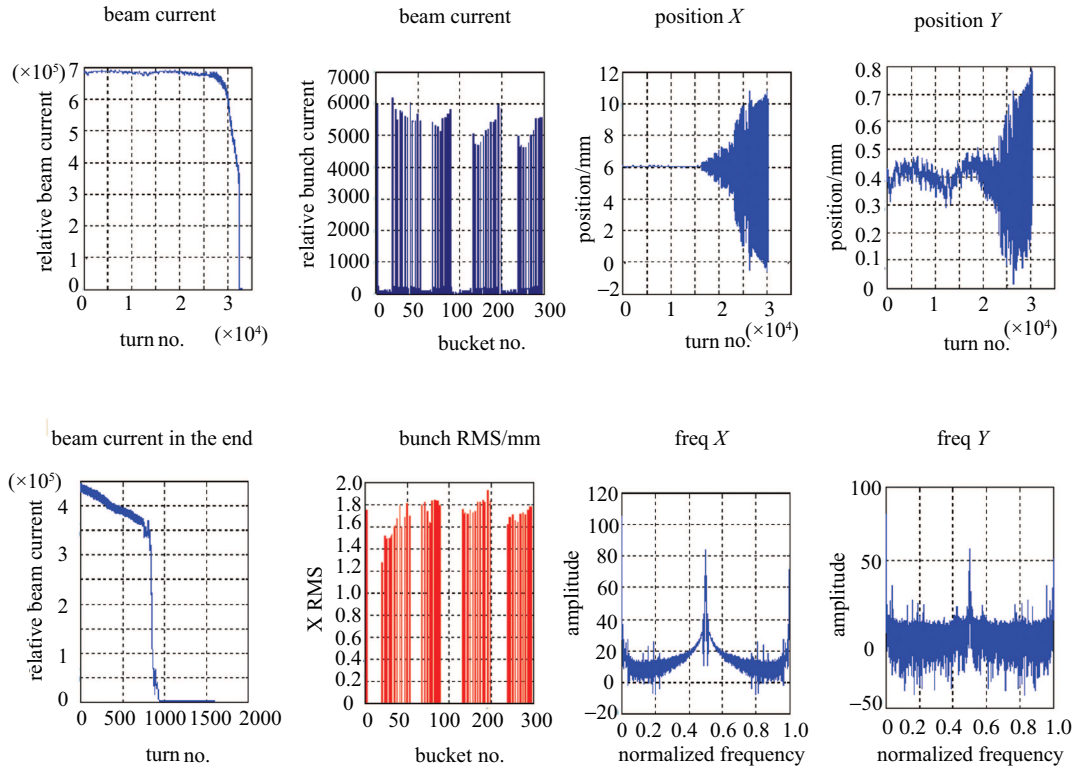 beam current
beam current
position X
position Y
(×10⁵)
7
6
5
4
3
2
1
0
relative beam current
0 1 2 3
(×10⁴)
turn no.
7000
6000
5000
4000
3000
2000
1000
0
relative bunch current
0 50 100 200 300
bucket no.
12
10
8
6
4
2
0
−2
position/mm
0 1 2 3
(×10⁴)
turn no.
0.8
0.7
0.6
0.5
0.4
0.3
0.2
0.1
0
position/mm
0 1 2 3
(×10⁴)
turn no.
beam current in the end
bunch RMS/mm
freq X
freq Y
(×10⁵)
4
3
2
1
0
relative beam current
0 500 1000 1500 2000
turn no.
2.0
1.8
1.6
1.4
1.2
1.0
0.8
0.6
0.4
0.2
0
X RMS
0 50 100 200 300
bucket no.
120
100
80
60
40
20
0
−20
amplitude
0 0.2 0.4 0.6 0.8 1.0
normalized frequency
100
50
0
−50
amplitude
0 0.2 0.4 0.6 0.8 1.0
normalized frequency